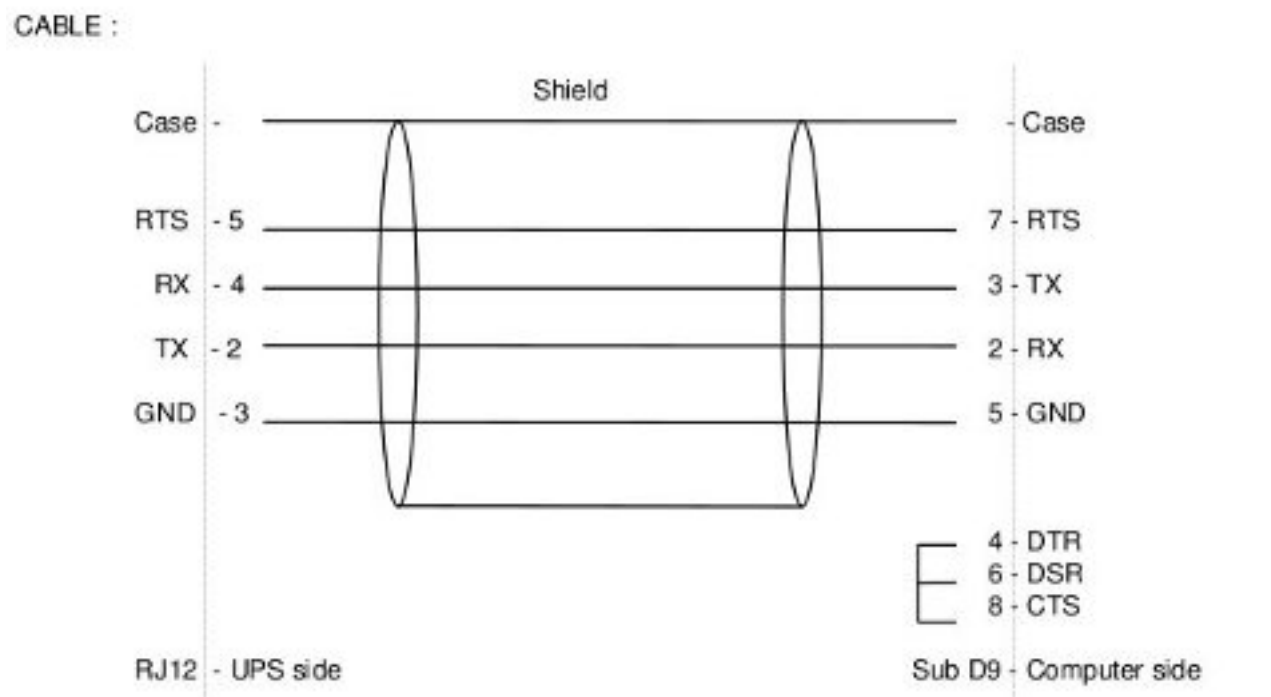 CABLE :
Shield
Case - - Case
RTS - 5 7 - RTS
RX - 4 3 - TX
TX - 2 2 - RX
GND - 3 5 - GND
4 - DTR
6 - DSR
8 - CTS
RJ12 - UPS side Sub D9 - Computer side